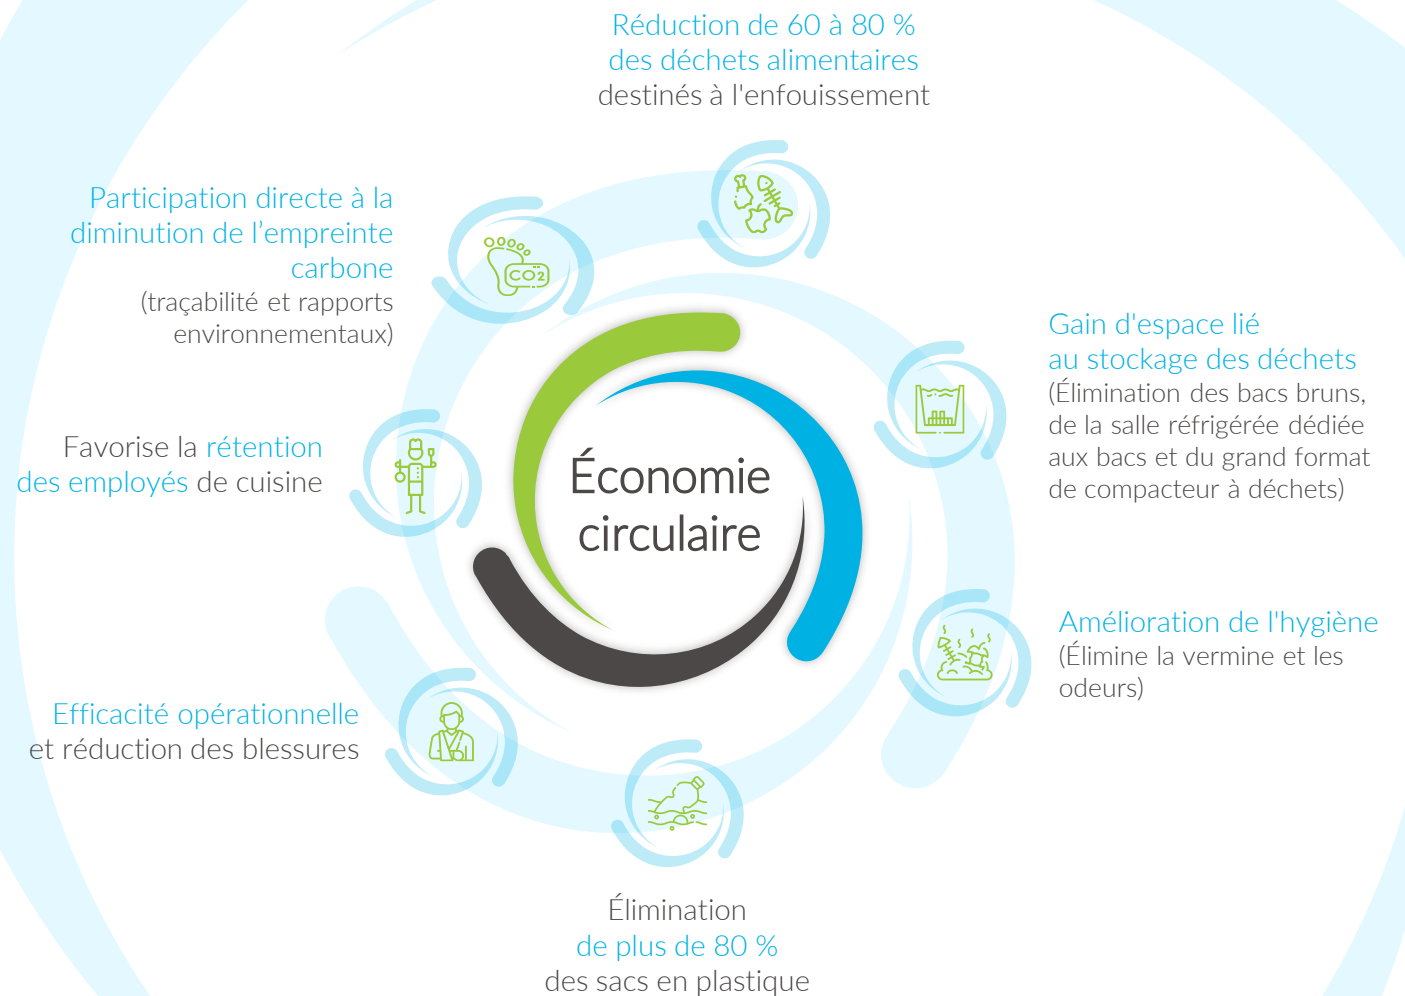 Réduction de 60 à 80 %
des déchets alimentaires
destinés à l'enfouissement
Participation directe à la
diminution de l’empreinte
carbone
(traçabilité et rapports
environnementaux)
CO2
Gain d'espace lié
au stockage des déchets
(Élimination des bacs bruns,
de la salle réfrigérée dédiée
aux bacs et du grand format
de compacteur à déchets)
Favorise la rétention
des employés de cuisine
Économie
circulaire
Amélioration de l'hygiène
(Élimine la vermine et les
odeurs)
Efficacité opérationnelle
et réduction des blessures
Élimination
de plus de 80 %
des sacs en plastique